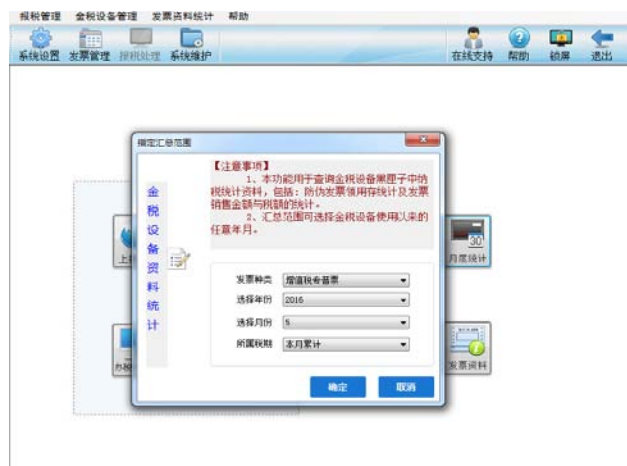 报税管理 金税设备管理 发票资料统计 帮助
系统设置 发票管理 报税处理 系统维护 在线支持 帮助 锁屏 退出
指定汇总范围
金税设备资料统计
【注意事项】
1、本功能用于查询金税设备黑匣子中纳
税统计资料，包括：防伪发票领用存统计及发票
销售金额与税额的统计。
2、汇总范围可选择金税设备使用以来的
任意年月。
发票种类 增值税专普票
选择年份 2016
选择月份 5
所属税期 本月累计
确定 取消
上
30
月度统计
办税
发票资料